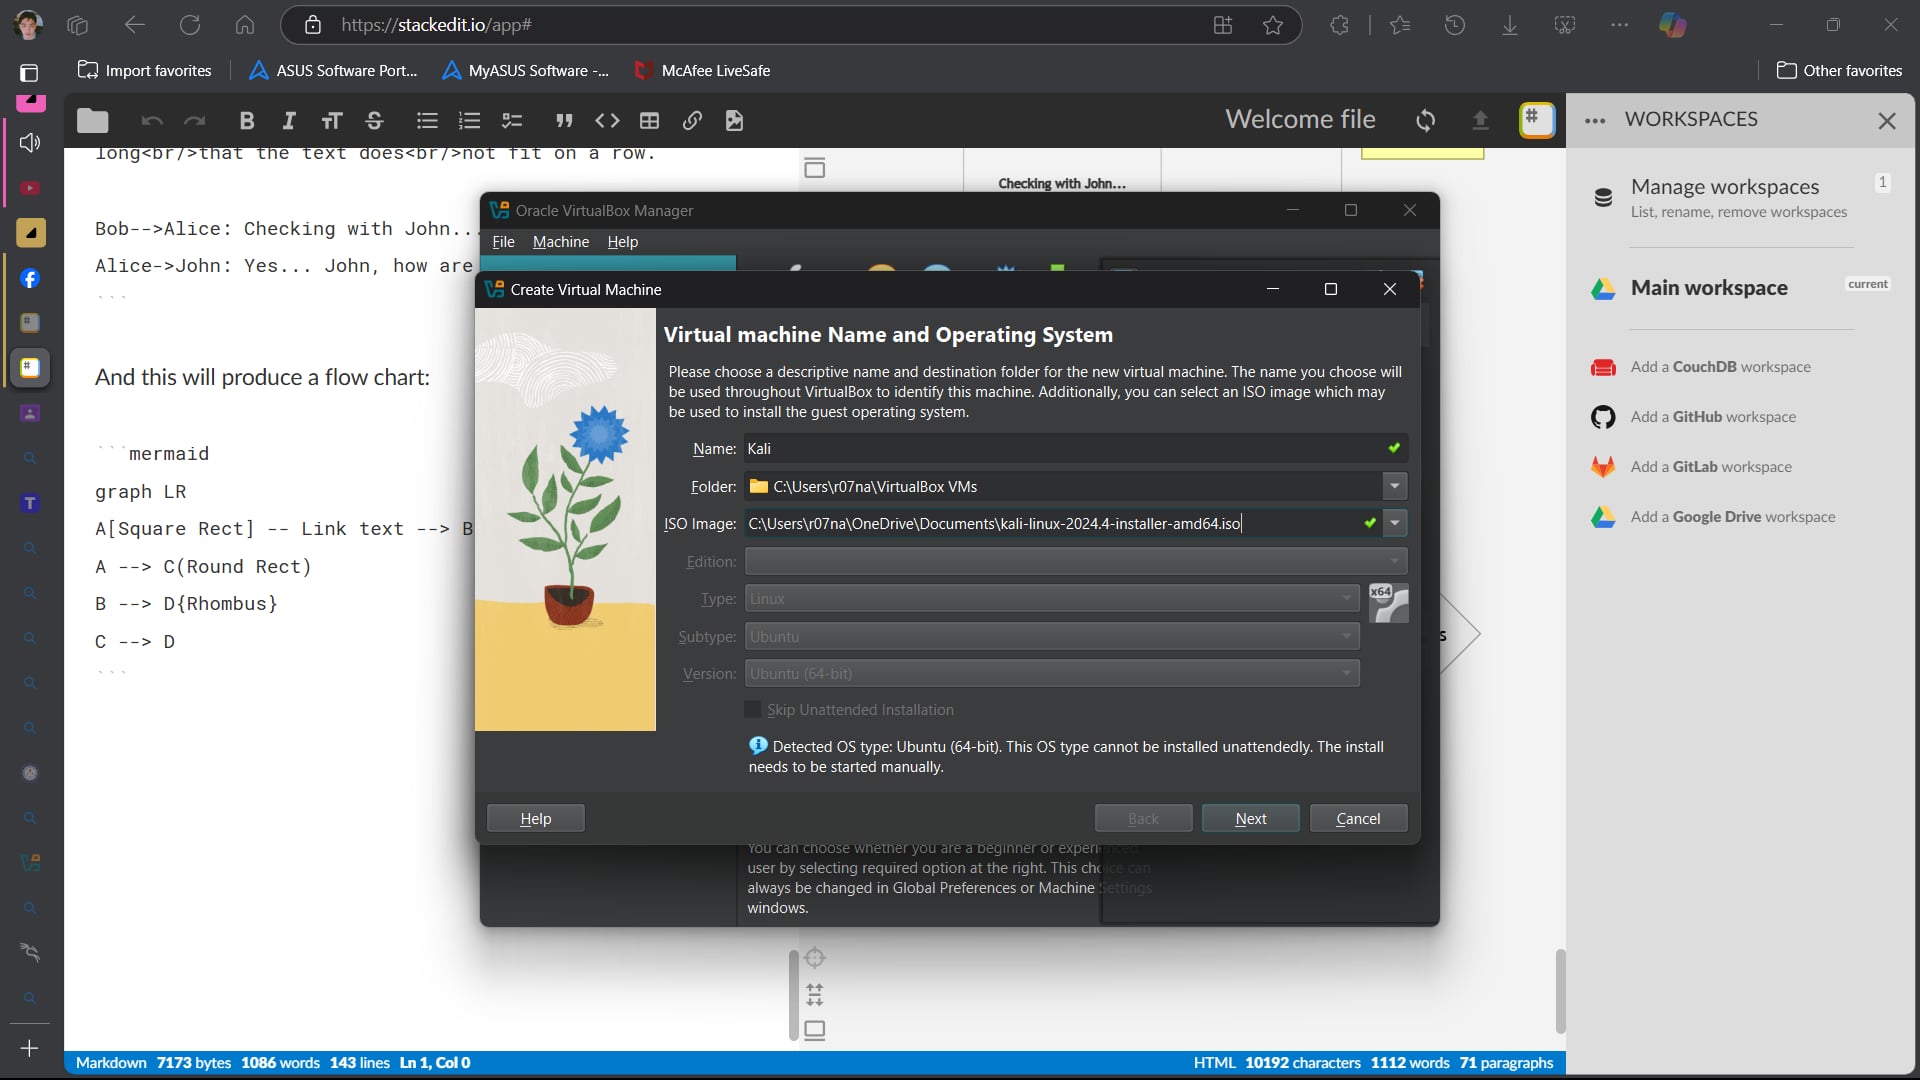 https://stackedit.io/app#
Import favorites
ASUS Software Port...
MyASUS Software -...
McAfee LiveSafe
Other favorites
Welcome file
WORKSPACES
long<br/>that the text does<br/>not fit on a row.
Bob-->Alice: Checking with John...
Alice->John: Yes... John, how are
```
And this will produce a flow chart:
```mermaid
graph LR
A[Square Rect] -- Link text --> B
A --> C(Round Rect)
B --> D{Rhombus}
C --> D
```
Checking with John...
Oracle VirtualBox Manager
File Machine Help
Create Virtual Machine
Virtual machine Name and Operating System
Please choose a descriptive name and destination folder for the new virtual machine. The name you choose will
be used throughout VirtualBox to identify this machine. Additionally, you can select an ISO image which may
be used to install the guest operating system.
Name: Kali
Folder: C:\Users\r07na\VirtualBox VMs
ISO Image: C:\Users\r07na\OneDrive\Documents\kali-linux-2024.4-installer-amd64.iso
Edition:
Type: Linux
x64
Subtype: Ubuntu
Version: Ubuntu (64-bit)
Skip Unattended Installation
Detected OS type: Ubuntu (64-bit). This OS type cannot be installed unattendedly. The install
needs to be started manually.
Help
Back
Next
Cancel
You can choose whether you are a beginner or experienced
user by selecting required option at the right. This choice can
always be changed in Global Preferences or Machine Settings
windows.
s
Manage workspaces
1
List, rename, remove workspaces
Main workspace
current
Add a CouchDB workspace
Add a GitHub workspace
Add a GitLab workspace
Add a Google Drive workspace
Markdown 7173 bytes 1086 words 143 lines Ln 1, Col 0
HTML 10192 characters 1112 words 71 paragraphs